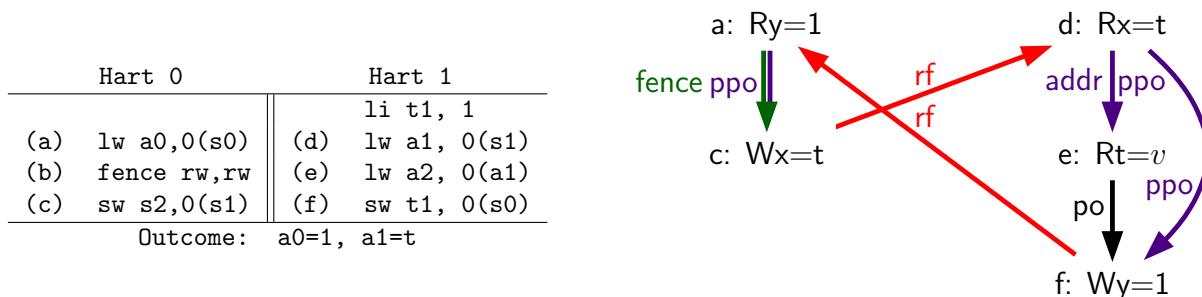 Hart 0 Hart 1
li t1, 1
(a) lw a0,0(s0) (d) lw a1, 0(s1)
(b) fence rw,rw (e) lw a2, 0(a1)
(c) sw s2,0(s1) (f) sw t1, 0(s0)
Outcome: a0=1, a1=t
a: Ry=1 d: Rx=t
fence ppo rf addr ppo
rf
c: Wx=t e: Rt=v
po ppo
f: Wy=1